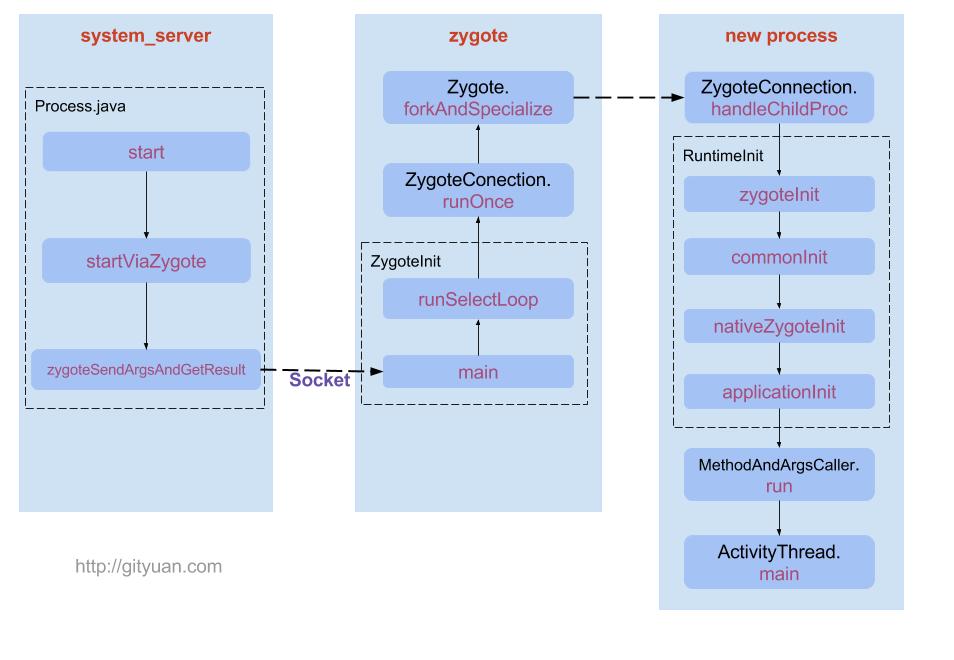 system_server
Process.java
start
startViaZygote
zygoteSendArgsAndGetResult
Socket
zygote
Zygote.
forkAndSpecialize
ZygoteConection.
runOnce
ZygoteInit
runSelectLoop
main
new process
ZygoteConnection.
handleChildProc
RuntimeInit
zygoteInit
commonInit
nativeZygoteInit
applicationInit
MethodAndArgsCaller.
run
ActivityThread.
main
http://gityuan.com